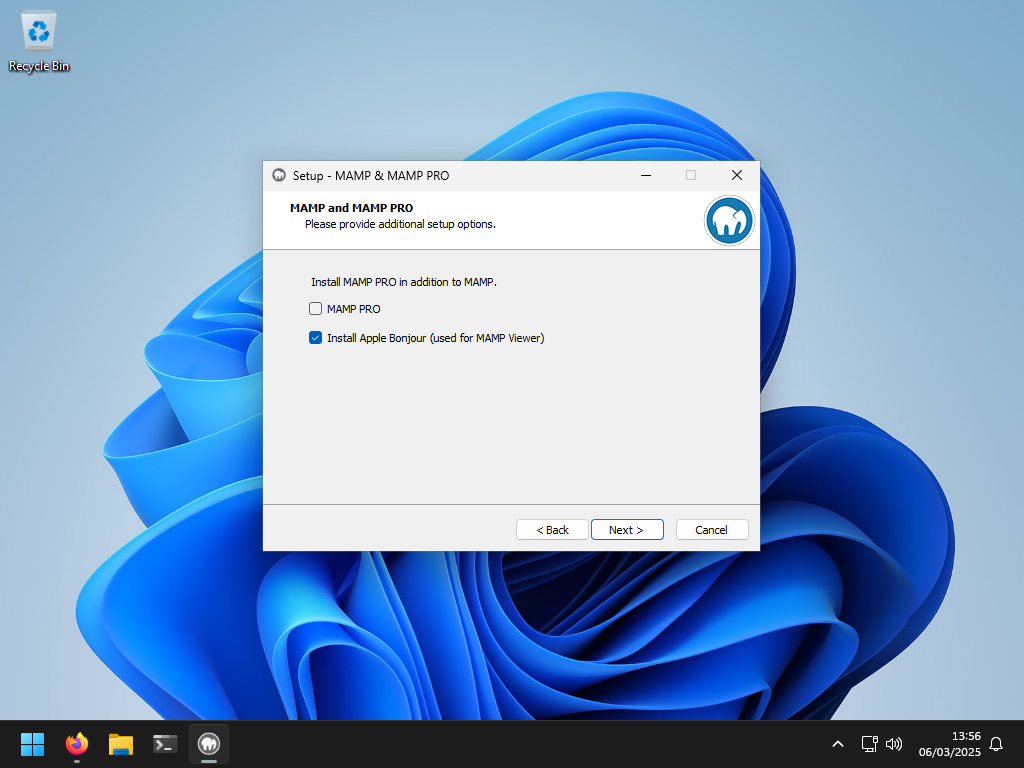 Recycle Bin
Setup - MAMP & MAMP PRO
MAMP and MAMP PRO
Please provide additional setup options.
Install MAMP PRO in addition to MAMP.
MAMP PRO
Install Apple Bonjour (used for MAMP Viewer)
< Back
Next >
Cancel
13:56
06/03/2025